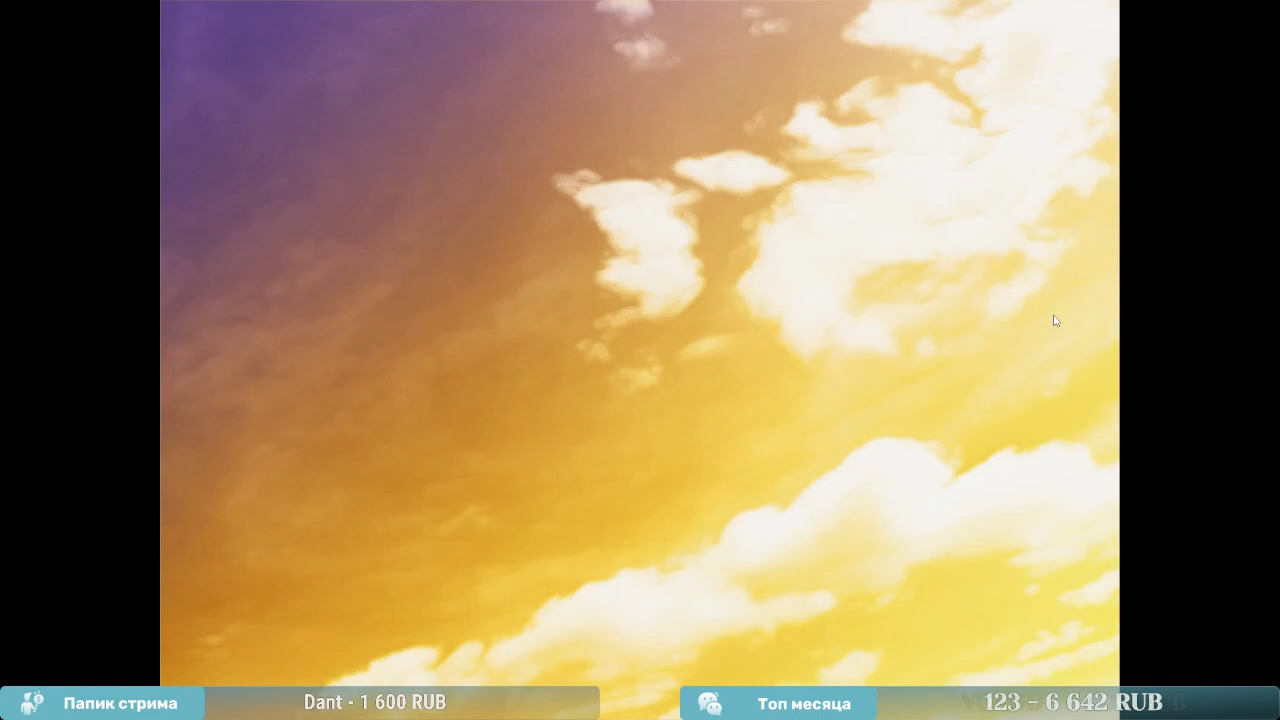 Папик стрима
Dant - 1 600 RUB
Топ месяца
123 - 6 642 RUB